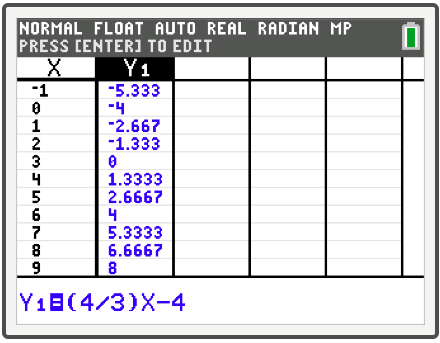 NORMAL FLOAT AUTO REAL RADIAN MP
PRESS [ENTER] TO EDIT
X Y₁
⁻1 ⁻5.333
0 ⁻4
1 ⁻2.667
2 ⁻1.333
3 0
4 1.3333
5 2.6667
6 4
7 5.3333
8 6.6667
9 8
Y₁=(4/3)X−4